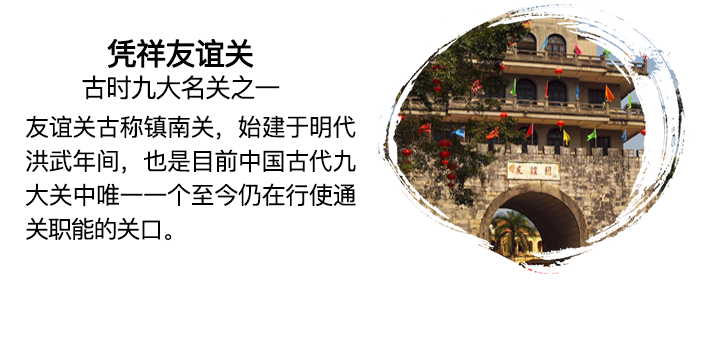 凭祥友谊关
古时九大名关之一
友谊关古称镇南关，始建于明代
洪武年间，也是目前中国古代九
大关中唯一一个至今仍在行使通
关职能的关口。
友誼關